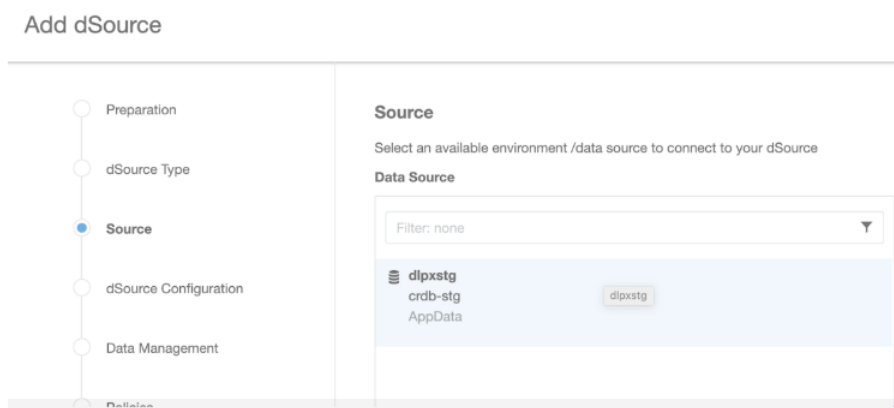 Add dSource
Preparation
dSource Type
Source
dSource Configuration
Data Management
Policies
Source
Select an available environment /data source to connect to your dSource
Data Source
Filter: none
dlpxstg
crdb-stg
AppData
dlpxstg